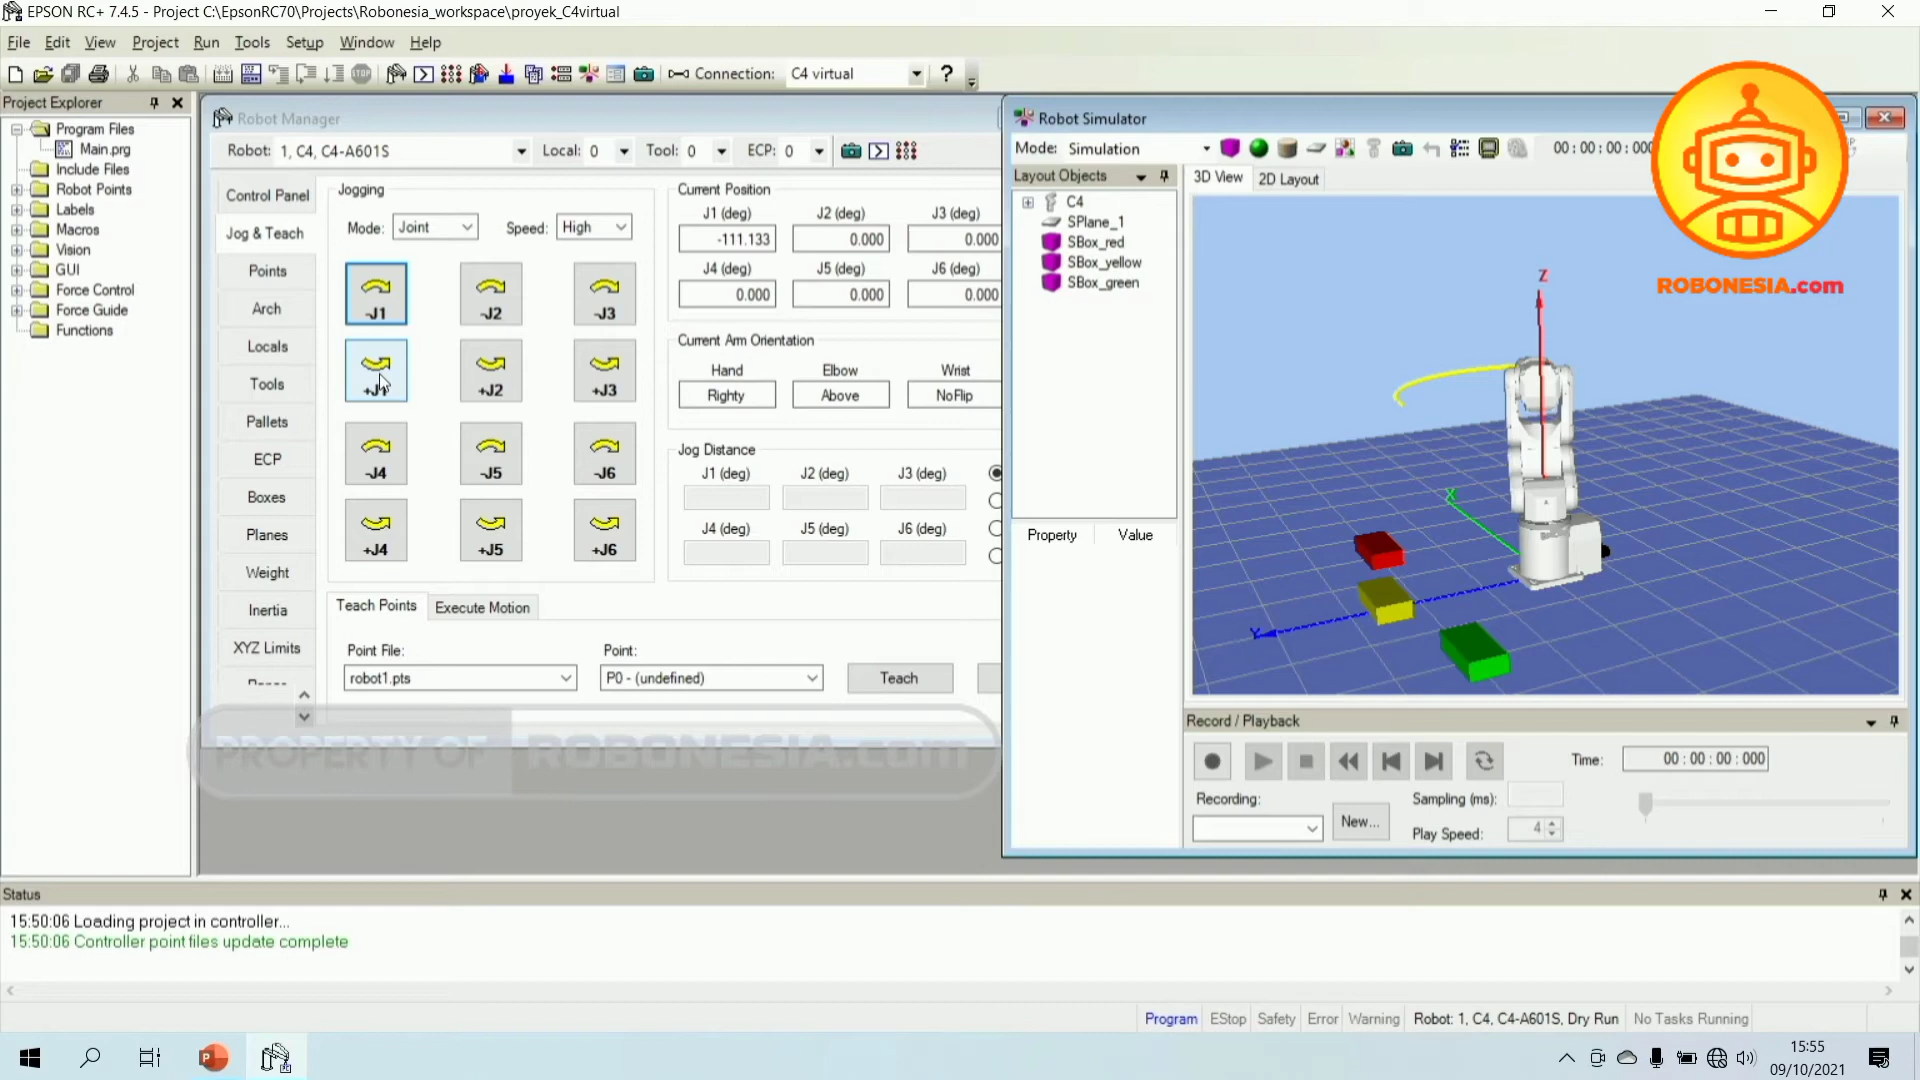 EPSON RC+ 7.4.5 - Project C:\EpsonRC70\Projects\Robonesia_workspace\proyek_C4virtual
File Edit View Project Run Tools Setup Window Help
Connection: C4 virtual
Project Explorer
Program Files
Main.prg
Include Files
Robot Points
Labels
Macros
Vision
GUI
Force Control
Force Guide
Functions
Robot Manager
Robot: 1, C4, C4-A601S Local: 0 Tool: 0 ECP: 0
Control Panel
Jog & Teach
Points
Arch
Locals
Tools
Pallets
ECP
Boxes
Planes
Weight
Inertia
XYZ Limits
Jogging
Mode: Joint Speed: High
-J1 -J2 -J3
+J1 +J2 +J3
-J4 -J5 -J6
+J4 +J5 +J6
Current Position
J1 (deg) J2 (deg) J3 (deg)
-111.133 0.000 0.000
J4 (deg) J5 (deg) J6 (deg)
0.000 0.000 0.000
Current Arm Orientation
Hand Elbow Wrist
Righty Above NoFlip
Jog Distance
J1 (deg) J2 (deg) J3 (deg)
J4 (deg) J5 (deg) J6 (deg)
Teach Points Execute Motion
Point File: Point:
robot1.pts P0 - (undefined) Teach
PROPERTY OF ROBONESIA.com
Robot Simulator
Mode: Simulation 00 : 00 : 00 : 000
Layout Objects
C4
SPlane_1
SBox_red
SBox_yellow
SBox_green
Property Value
3D View 2D Layout
Z
X
Y
ROBONESIA.com
Record / Playback
Time: 00 : 00 : 00 : 000
Recording: New... Sampling (ms):
Play Speed: 4
Status
15:50:06 Loading project in controller...
15:50:06 Controller point files update complete
Program EStop Safety Error Warning Robot: 1, C4, C4-A601S, Dry Run No Tasks Running
15:55
09/10/2021